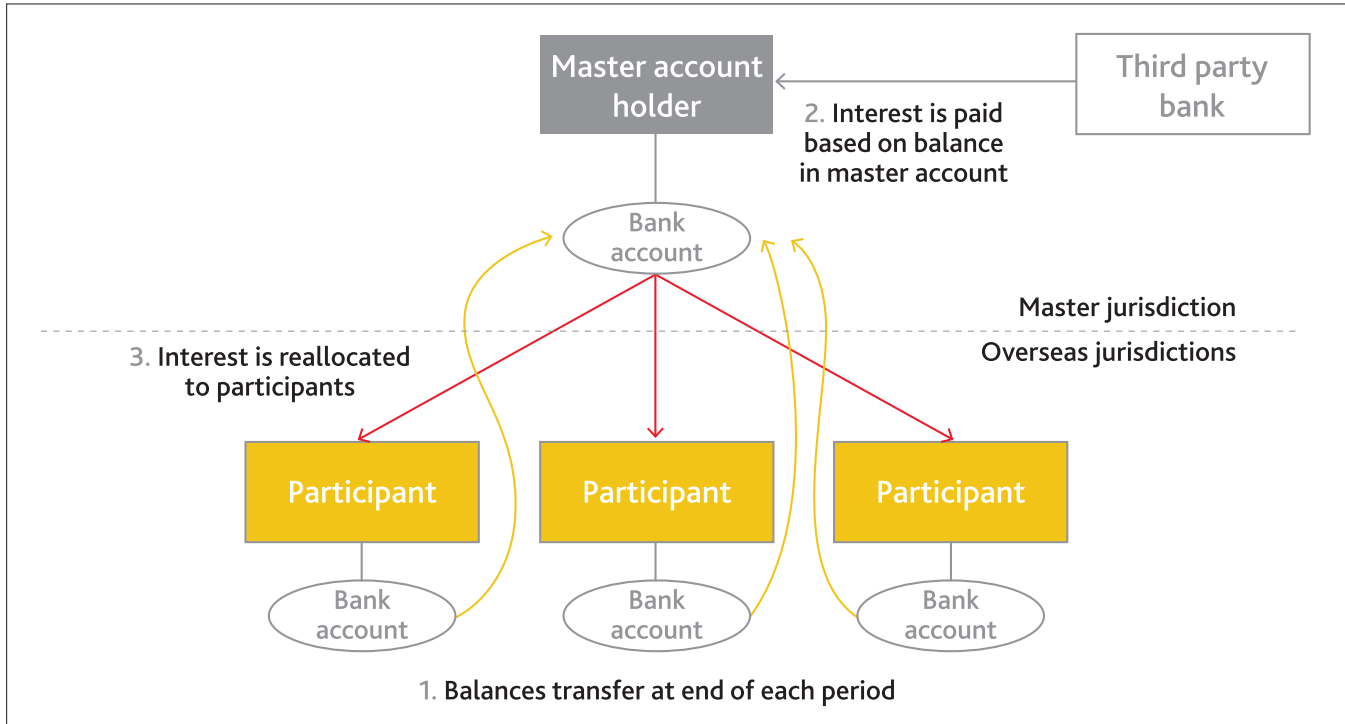 Master account
holder
Third party
bank
2. Interest is paid
based on balance
in master account
Bank
account
Master jurisdiction
Overseas jurisdictions
3. Interest is reallocated
to participants
Participant
Participant
Participant
Bank
account
Bank
account
Bank
account
1. Balances transfer at end of each period